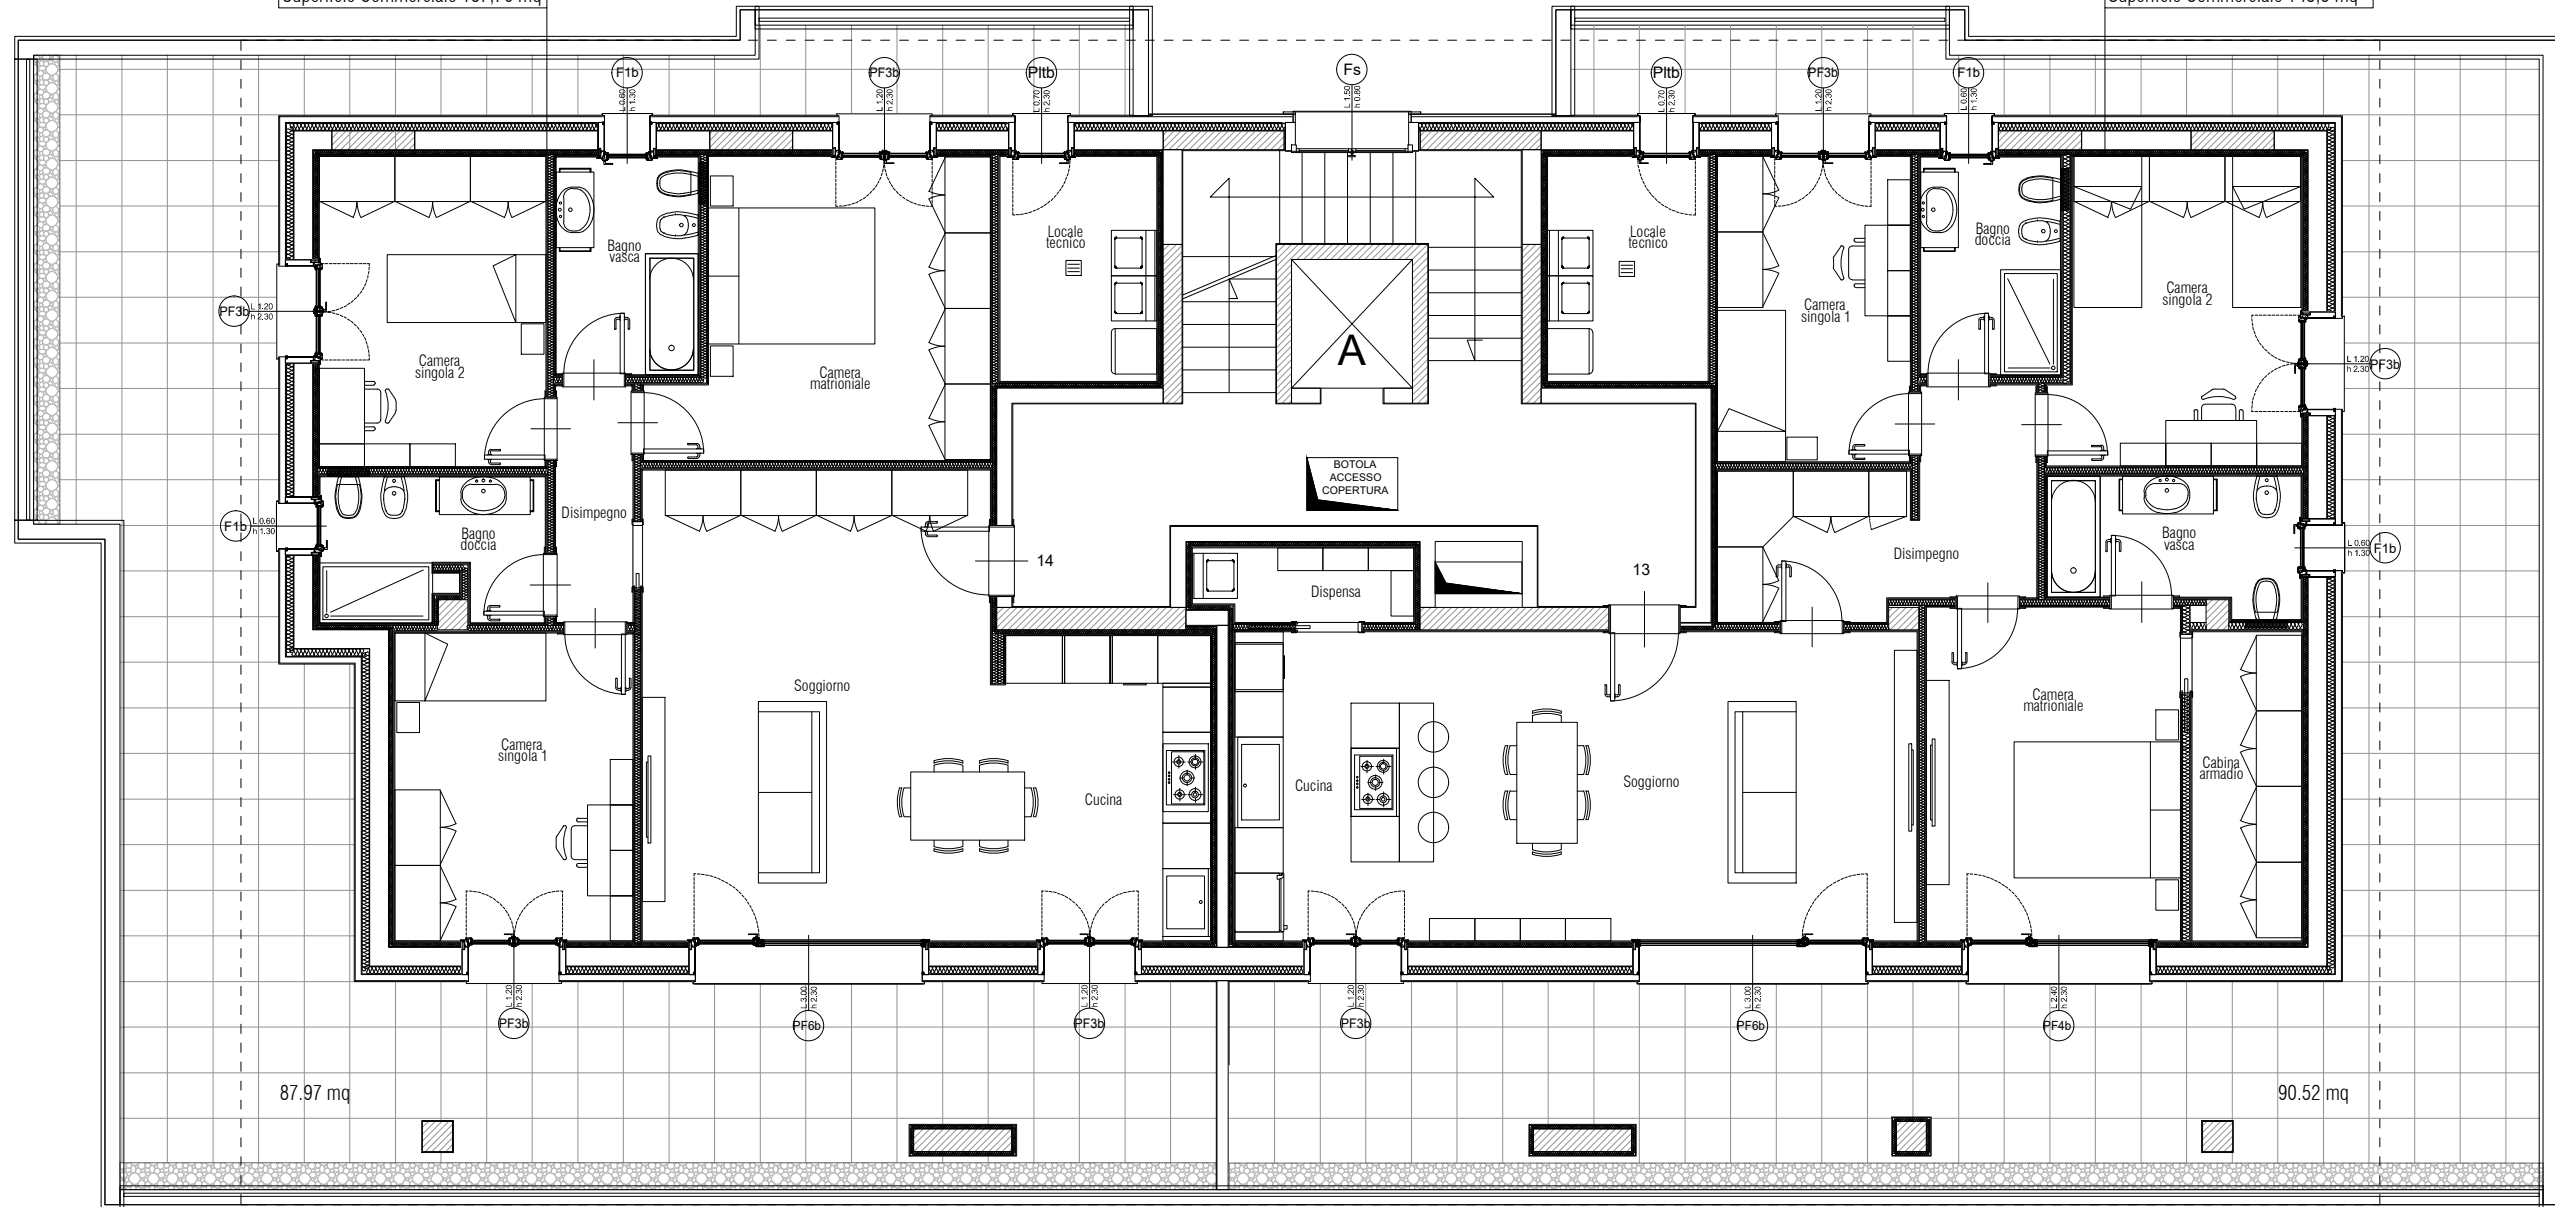 F1b
L 0.60
h 1.30
PF3b
L 1.20
h 2.30
Pltb
L 0.70
h 2.30
Fs
L 1.50
h 0.80
Pltb
L 0.70
h 2.30
PF3b
L 1.20
h 2.30
F1b
L 0.60
h 1.30
Bagno
vasca
Locale
tecnico
Locale
tecnico
Bagno
doccia
PF3b
L 1.20
h 2.30
Camera
singola 2
Camera
matrioniale
A
Camera
singola 1
Camera
singola 2
L 1.20
h 2.30
PF3b
BOTOLA
ACCESSO
COPERTURA
F1b
L 0.60
h 1.30
Bagno
doccia
Disimpegno
14
Dispensa
13
Disimpegno
Bagno
vasca
L 0.60
h 1.30
F1b
Camera
singola 1
Soggiorno
Cucina
Cucina
Soggiorno
Camera
matrioniale
Cabina
armadio
L 1.20
h 2.30
PF3b
L 3.00
h 2.30
PF6b
L 1.20
h 2.30
PF3b
L 1.20
h 2.30
PF3b
L 3.00
h 2.30
PF6b
L 2.40
h 2.30
PF4b
87.97 mq
90.52 mq